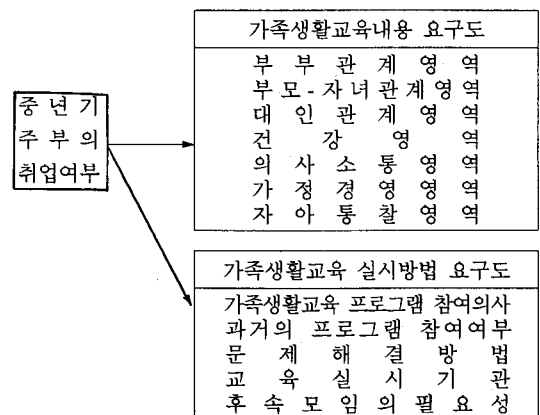 가족생활교육내용 요구도
부부관계영역
부모-자녀관계영역
대인관계영역
건강영역
의사소통영역
가정경영영역
자아통찰영역
중년기
주부의
취업여부
가족생활교육 실시방법 요구도
가족생활교육 프로그램 참여의사
과거의 프로그램 참여여부
문제해결방법
교육실시기관
후속모임의필요성